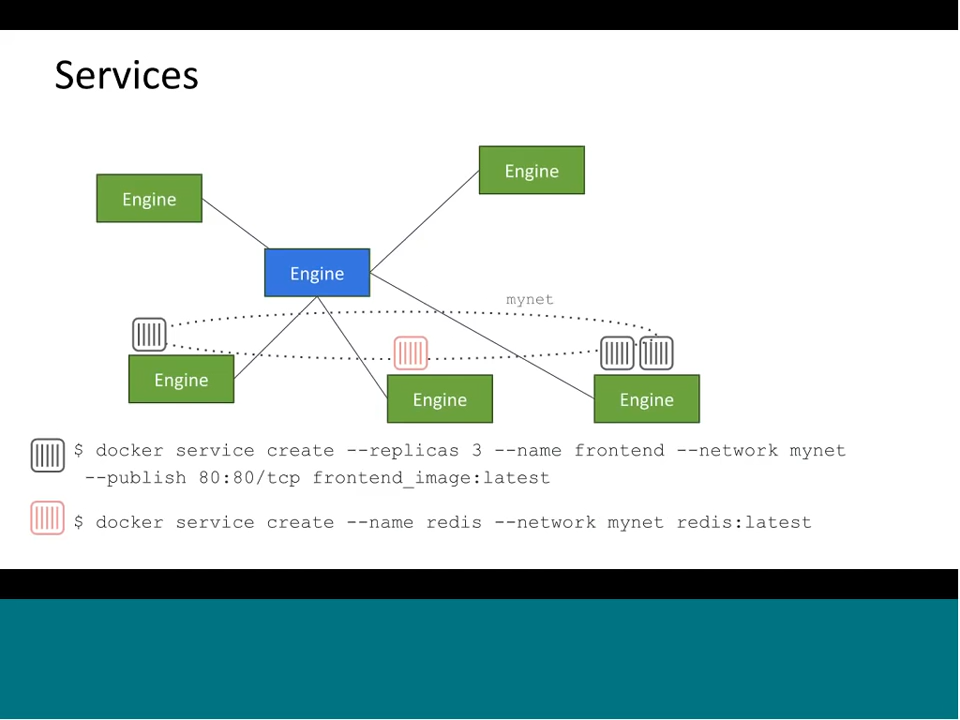 Services
Engine
Engine
Engine
mynet
Engine
Engine
Engine
$ docker service create --replicas 3 --name frontend --network mynet
--publish 80:80/tcp frontend_image:latest
$ docker service create --name redis --network mynet redis:latest